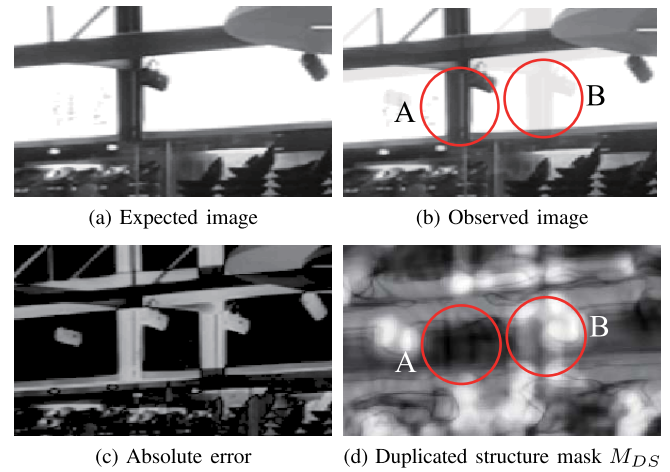 A
B
(a) Expected image
(b) Observed image
A
B
(c) Absolute error
(d) Duplicated structure mask M_DS